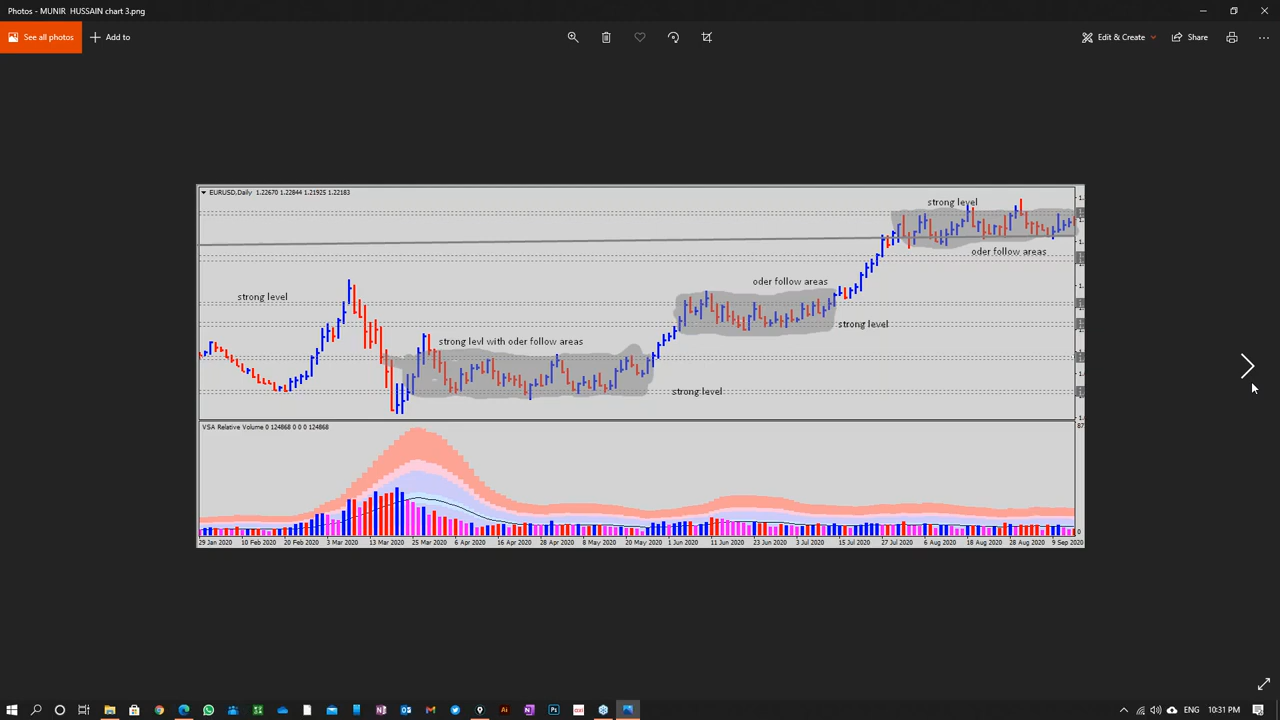 Photos - MUNIR HUSSAIN chart 3.png
See all photos
Add to
Edit & Create
Share
EURUSD,Daily 1.22670 1.22844 1.21925 1.22183
strong level
oder follow areas
oder follow areas
strong level
strong level
strong levl with oder follow areas
strong level
VSA Relative Volume 0 124868 0 0 0 124868
87
0
29 Jan 2020 10 Feb 2020 20 Feb 2020 3 Mar 2020 13 Mar 2020 25 Mar 2020 6 Apr 2020 16 Apr 2020 28 Apr 2020 8 May 2020 20 May 2020 1 Jun 2020 11 Jun 2020 23 Jun 2020 3 Jul 2020 15 Jul 2020 27 Jul 2020 6 Aug 2020 18 Aug 2020 28 Aug 2020 9 Sep 2020
ENG 10:31 PM